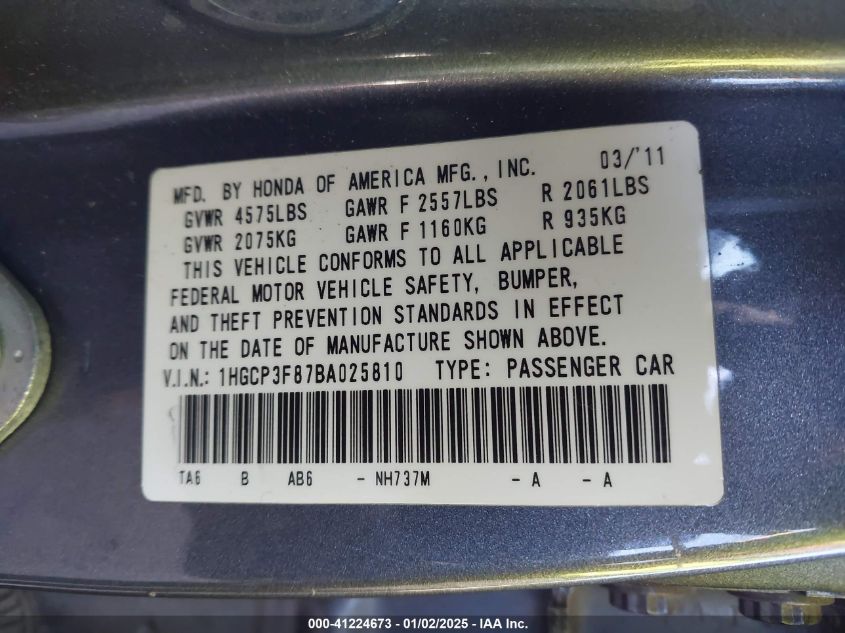 MFD. BY HONDA OF AMERICA MFG., INC. 03/'11
GVWR 4575LBS GAWR F 2557LBS R 2061LBS
GVWR 2075KG GAWR F 1160KG R 935KG
THIS VEHICLE CONFORMS TO ALL APPLICABLE
FEDERAL MOTOR VEHICLE SAFETY, BUMPER,
AND THEFT PREVENTION STANDARDS IN EFFECT
ON THE DATE OF MANUFACTURE SHOWN ABOVE.
V.I.N.: 1HGCP3F87BA025810 TYPE: PASSENGER CAR
TA6 B AB6 - NH737M - A - A
000-41224673 - 01/02/2025 - IAA Inc.